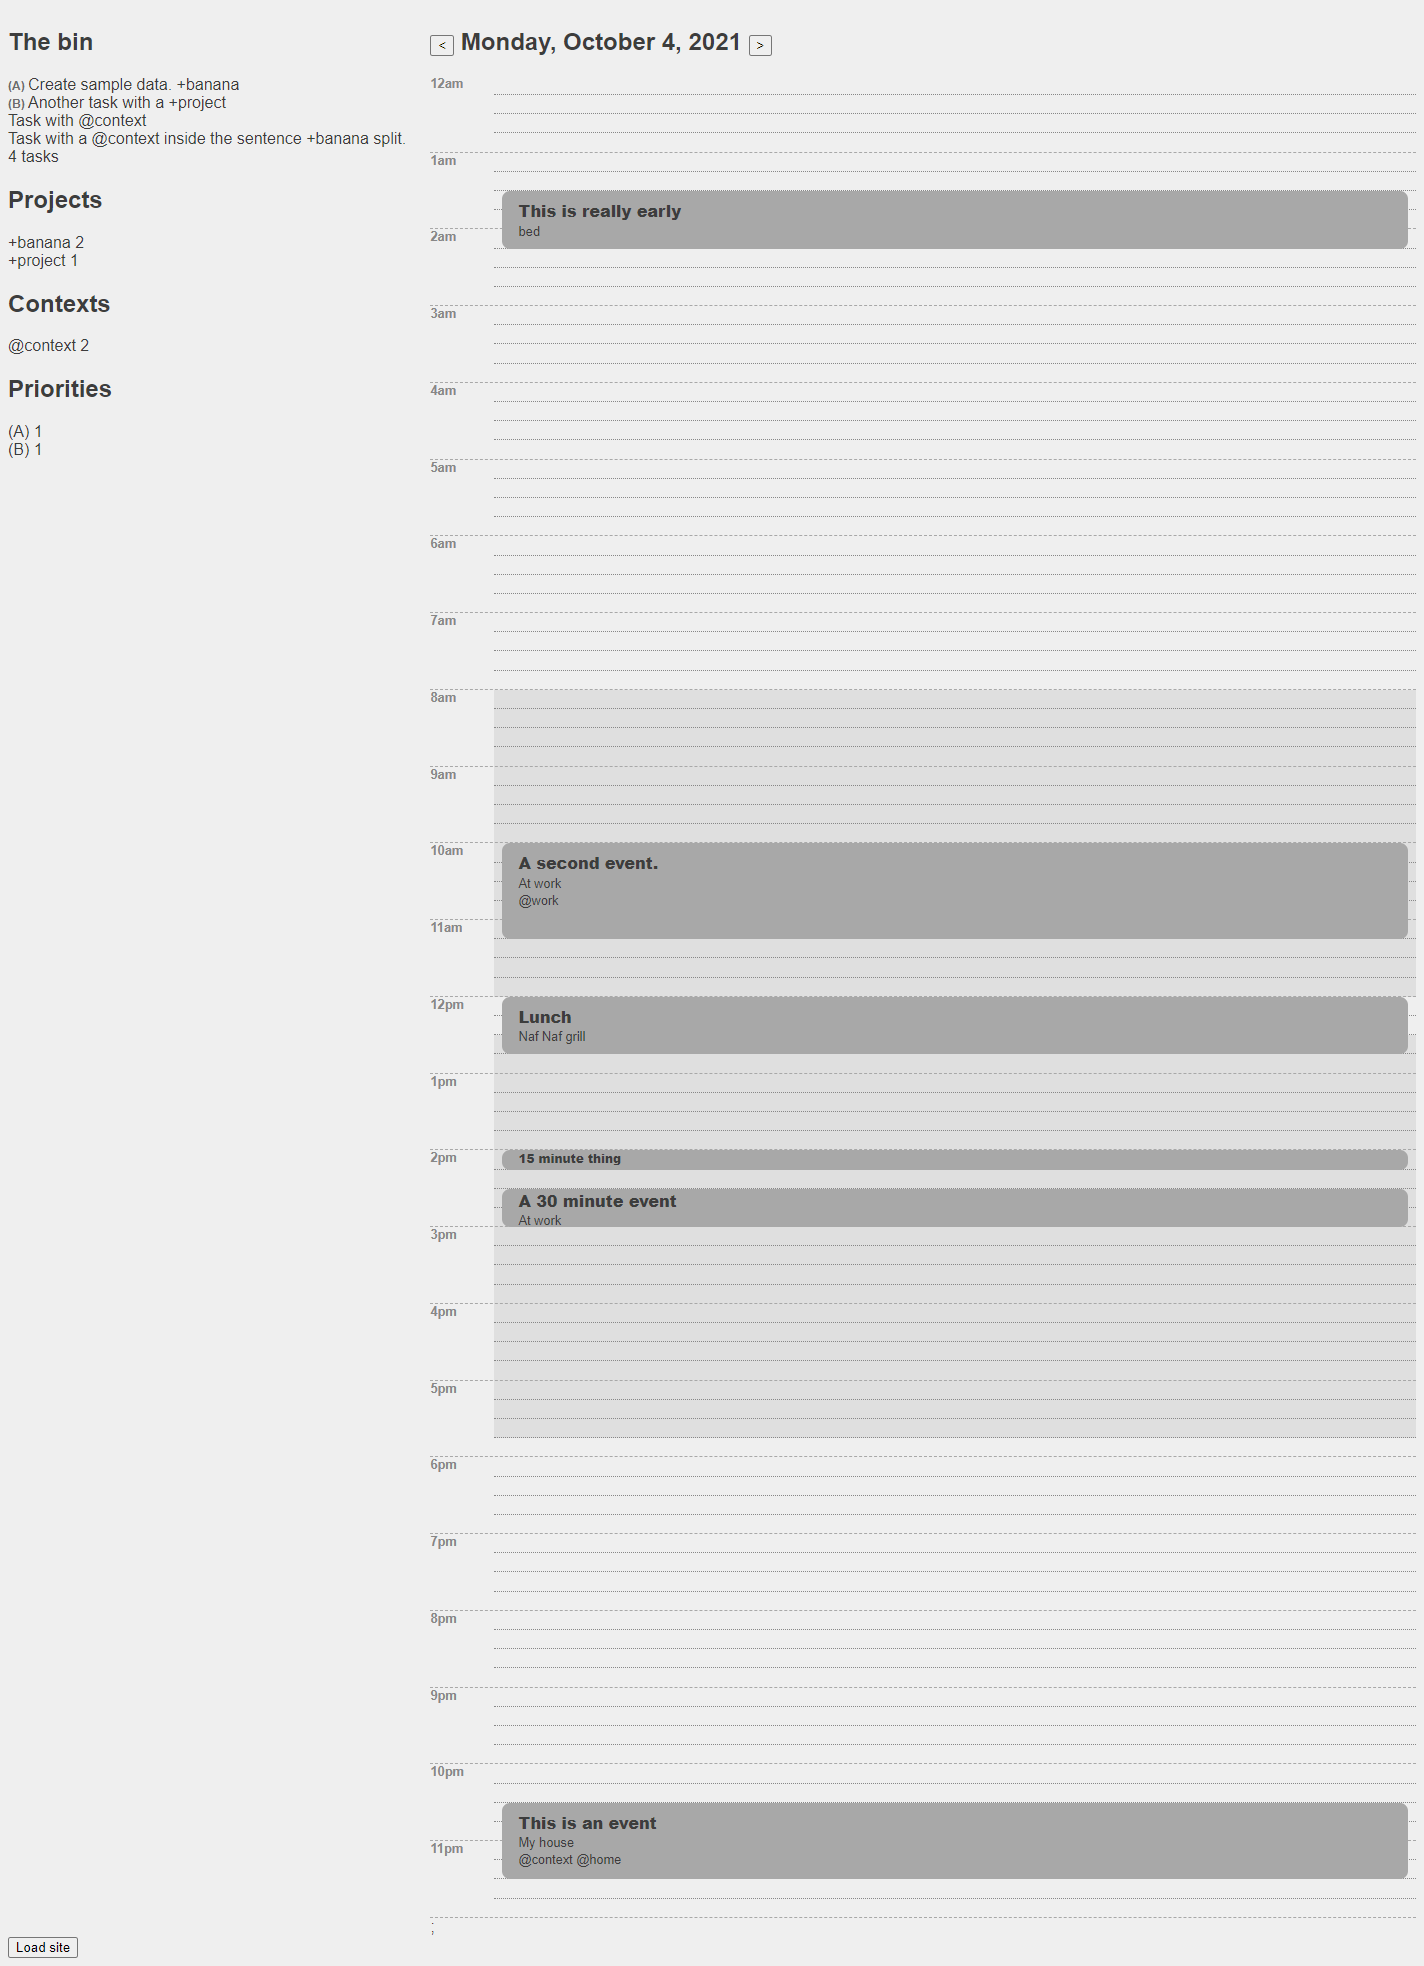 The bin
(A) Create sample data. +banana
(B) Another task with a +project
Task with @context
Task with a @context inside the sentence +banana split.
4 tasks
Projects
+banana 2
+project 1
Contexts
@context 2
Priorities
(A) 1
(B) 1
Load site
< Monday, October 4, 2021 >
12am
1am
This is really early
bed
2am
3am
4am
5am
6am
7am
8am
9am
10am
A second event.
At work
@work
11am
12pm
Lunch
Naf Naf grill
1pm
2pm
15 minute thing
A 30 minute event
At work
3pm
4pm
5pm
6pm
7pm
8pm
9pm
10pm
This is an event
My house
@context @home
11pm
;